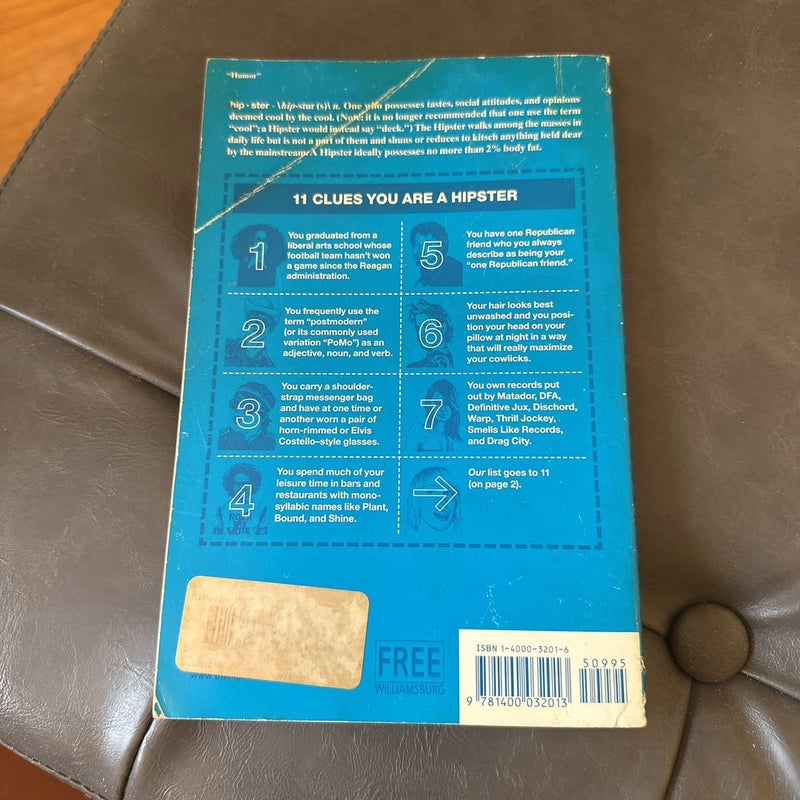 "Humor"
hip · ster - \hip-stur (s)\ n. One who possesses tastes, social attitudes, and opinions
deemed cool by the cool. (Note: it is no longer recommended that one use the term
"cool"; a Hipster would instead say "deck.") The Hipster walks among the masses in
daily life but is not a part of them and shuns or reduces to kitsch anything held dear
by the mainstream. A Hipster ideally possesses no more than 2% body fat.
11 CLUES YOU ARE A HIPSTER
1
You graduated from a
liberal arts school whose
football team hasn't won
a game since the Reagan
administration.
2
You frequently use the
term "postmodern"
(or its commonly used
variation "PoMo") as an
adjective, noun, and verb.
3
You carry a shoulder-
strap messenger bag
and have at one time or
another worn a pair of
horn-rimmed or Elvis
Costello–style glasses.
4
You spend much of your
leisure time in bars and
restaurants with mono-
syllabic names like Plant,
Bound, and Shine.
5
You have one Republican
friend who you always
describe as being your
"one Republican friend."
6
Your hair looks best
unwashed and you posi-
tion your head on your
pillow at night in a way
that will really maximize
your cowlicks.
7
You own records put
out by Matador, DFA,
Definitive Jux, Dischord,
Warp, Thrill Jockey,
Smells Like Records,
and Drag City.
Our list goes to 11
(on page 2).
FREE
WILLIAMSBURG
ISBN 1-4000-3201-6
50995
9 781400 032013